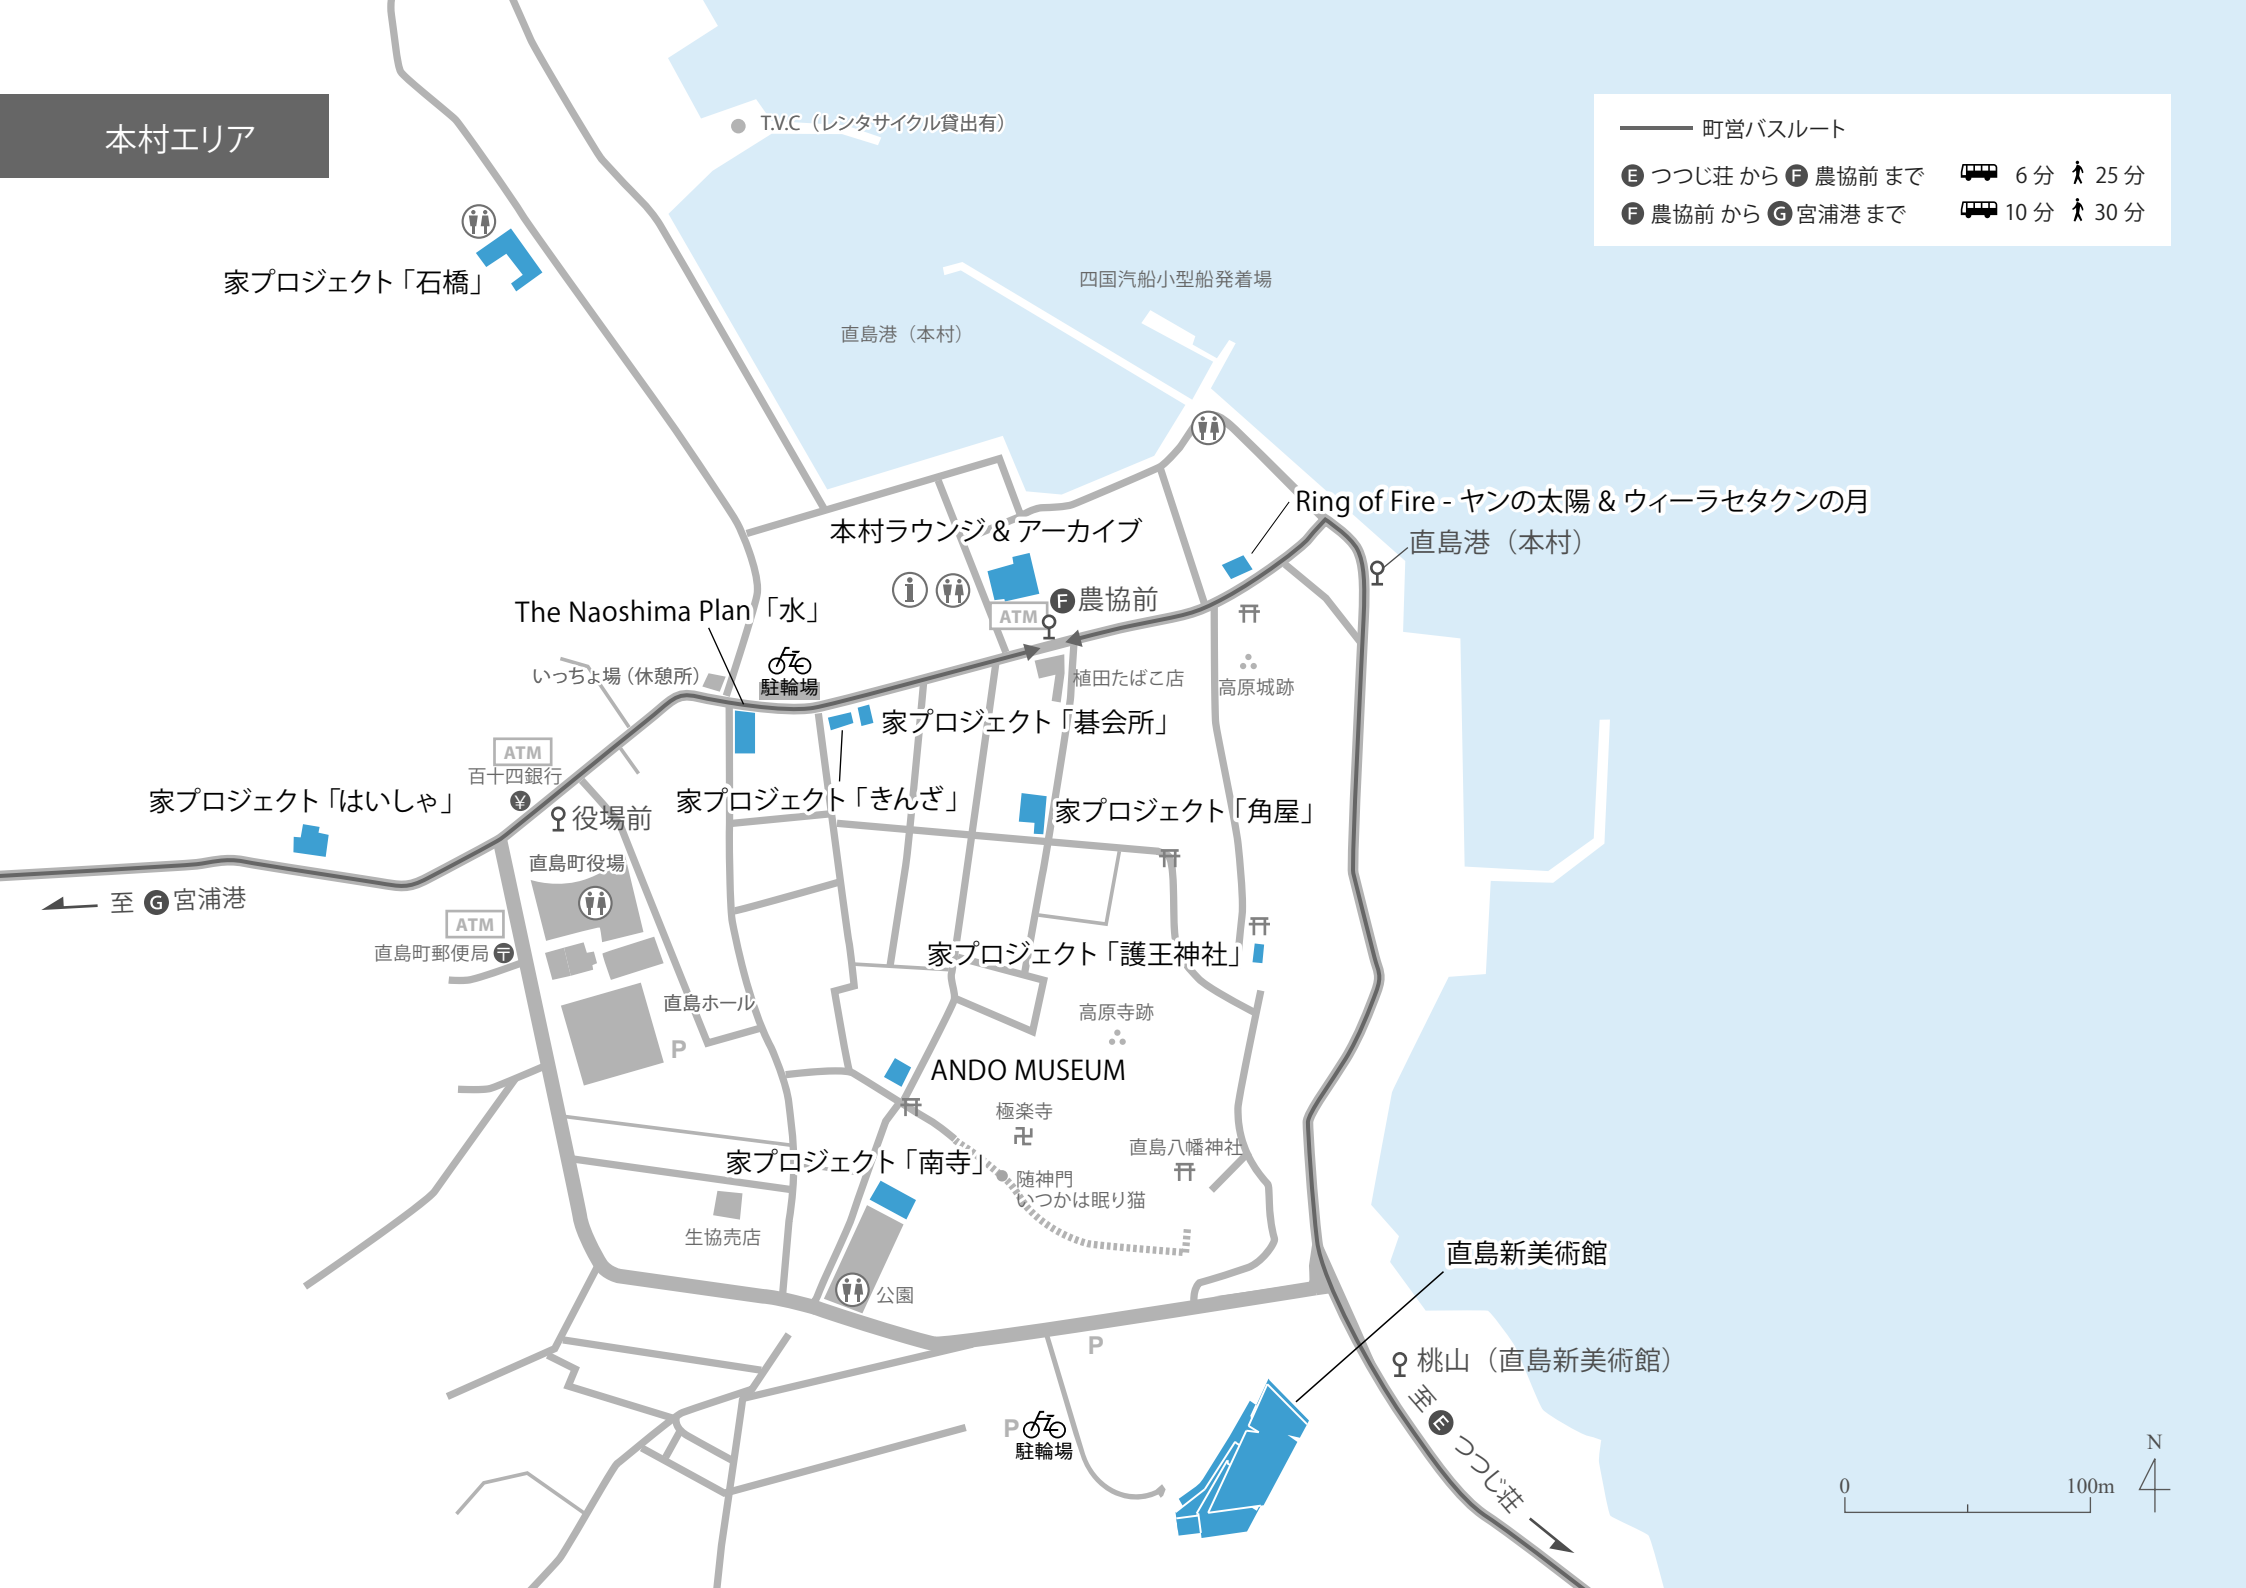 本村エリア
T.V.C（レンタサイクル貸出有）
町営バスルート
E つつじ荘 から F 農協前 まで 6 分 25 分
F 農協前 から G 宮浦港 まで 10 分 30 分
家プロジェクト「石橋」
四国汽船小型船発着場
直島港（本村）
Ring of Fire - ヤンの太陽 & ウィーラセタクンの月
直島港（本村）
本村ラウンジ & アーカイブ
i
F 農協前
ATM
The Naoshima Plan「水」
いっちょ場（休憩所）
駐輪場
植田たばこ店
高原城跡
家プロジェクト「碁会所」
ATM
百十四銀行
¥
家プロジェクト「はいしゃ」
役場前
家プロジェクト「きんざ」
家プロジェクト「角屋」
直島町役場
至 G 宮浦港
ATM
直島町郵便局 〒
家プロジェクト「護王神社」
直島ホール
P
高原寺跡
ANDO MUSEUM
極楽寺
卍
直島八幡神社
家プロジェクト「南寺」
随神門
いつかは眠り猫
生協売店
公園
直島新美術館
P
桃山（直島新美術館）
至 E つつじ荘
P
駐輪場
N
0 100m